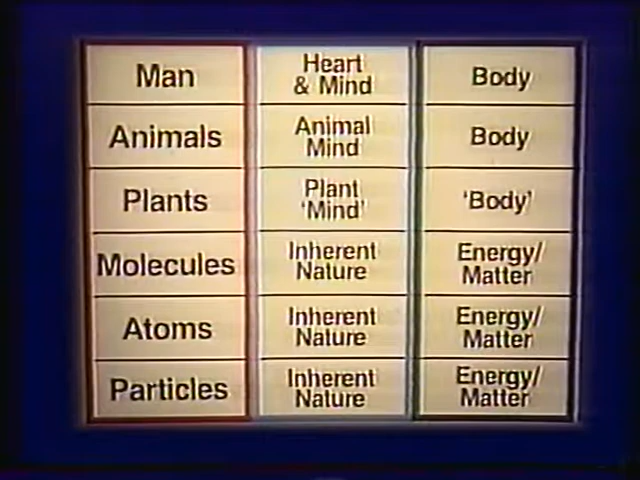 Man
Heart
& Mind
Body
Animals
Animal
Mind
Body
Plants
Plant
'Mind'
'Body'
Molecules
Inherent
Nature
Energy/
Matter
Atoms
Inherent
Nature
Energy/
Matter
Particles
Inherent
Nature
Energy/
Matter